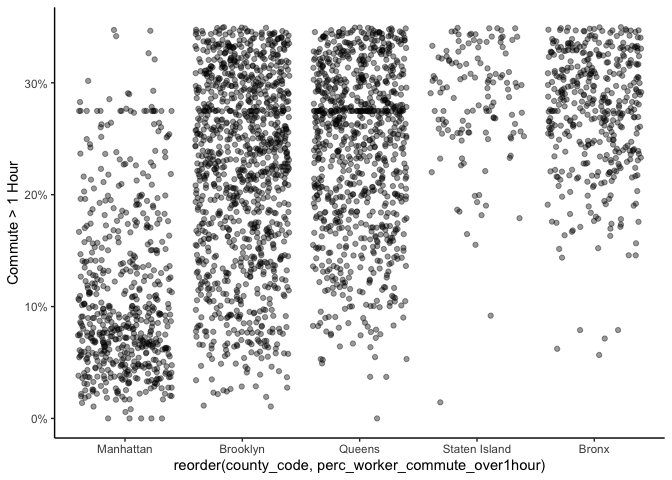 Commute > 1 Hour
30%
20%
10%
0%
Manhattan
Brooklyn
Queens
Staten Island
Bronx
reorder(county_code, perc_worker_commute_over1hour)